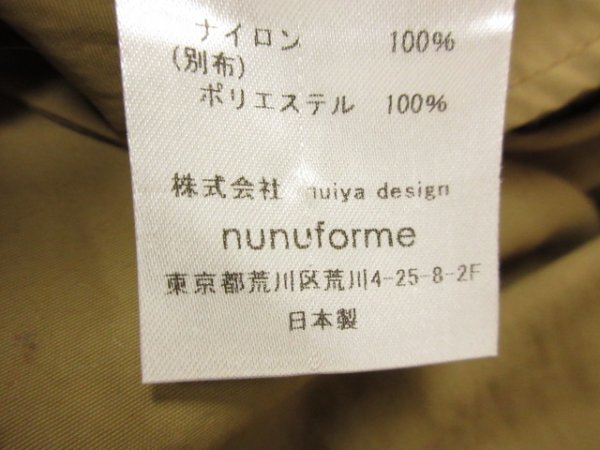 ナイロン 100%
(別布)
ポリエステル 100%
株式会社 nuiya design
nunuforme
東京都荒川区荒川4-25-8-2F
日本製